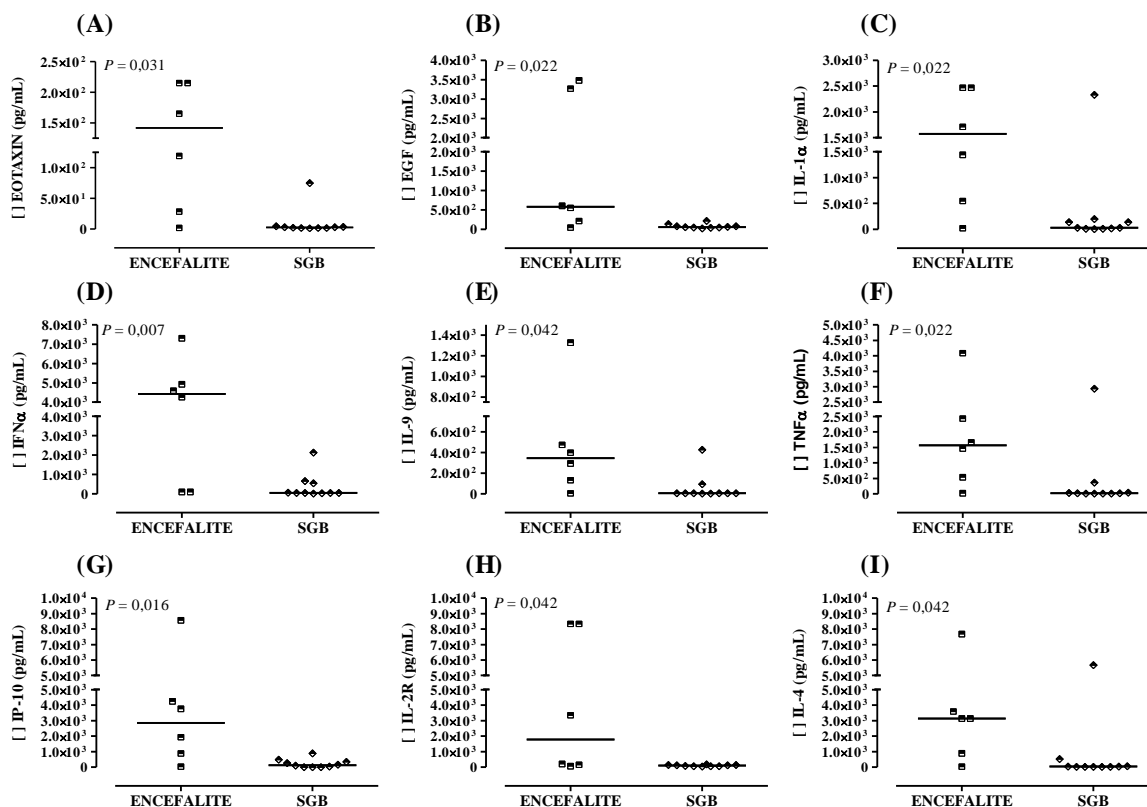 (A)
P = 0,031
[ ] EOTAXIN (pg/mL)
2.5×10²
2.0×10²
1.5×10²
1.0×10²
5.0×10¹
0
ENCEFALITE SGB
(B)
P = 0,022
[ ] EGF (pg/mL)
4.0×10³
3.5×10³
3.0×10³
2.5×10³
2.0×10³
2.0×10³
1.5×10³
1.0×10³
5.0×10²
0
ENCEFALITE SGB
(C)
P = 0,022
[ ] IL-1α (pg/mL)
3.0×10³
2.5×10³
2.0×10³
1.5×10³
1.0×10³
5.0×10²
0
ENCEFALITE SGB
(D)
P = 0,007
[ ] IFNα (pg/mL)
8.0×10³
7.0×10³
6.0×10³
5.0×10³
4.0×10³
4.0×10³
3.0×10³
2.0×10³
1.0×10³
0
ENCEFALITE SGB
(E)
P = 0,042
[ ] IL-9 (pg/mL)
1.4×10³
1.2×10³
1.0×10³
8.0×10²
6.0×10²
6.0×10²
4.0×10²
2.0×10²
0
ENCEFALITE SGB
(F)
P = 0,022
[ ] TNFα (pg/mL)
5.0×10³
4.5×10³
4.0×10³
3.5×10³
3.0×10³
2.5×10³
2.5×10³
2.0×10³
1.5×10³
1.0×10³
5.0×10²
0
ENCEFALITE SGB
(G)
P = 0,016
[ ] IP-10 (pg/mL)
1.0×10⁴
9.0×10³
8.0×10³
7.0×10³
6.0×10³
5.0×10³
5.0×10³
4.0×10³
3.0×10³
2.0×10³
1.0×10³
0
ENCEFALITE SGB
(H)
P = 0,042
[ ] IL-2R (pg/mL)
1.0×10⁴
9.0×10³
8.0×10³
7.0×10³
6.0×10³
5.0×10³
5.0×10³
4.0×10³
3.0×10³
2.0×10³
1.0×10³
0
ENCEFALITE SGB
(I)
P = 0,042
[ ] IL-4 (pg/mL)
1.0×10⁴
9.0×10³
8.0×10³
7.0×10³
6.0×10³
5.0×10³
5.0×10³
4.0×10³
3.0×10³
2.0×10³
1.0×10³
0
ENCEFALITE SGB